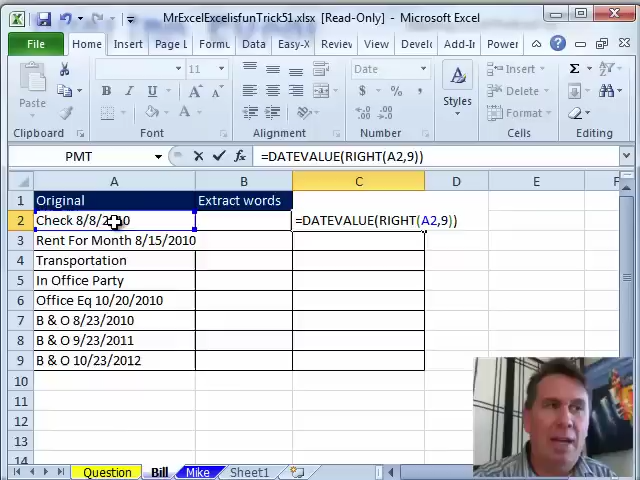 MrExcelExcelisfunTrick51.xlsx [Read-Only] - Microsoft Excel
File Home Insert Page L Form Data Easy-X Review View Develo Add-In Power
Paste
Clipboard
11
B I U A A
Font
Alignment
Date
$ % ,
Number
A
Styles
Insert
Delete
Format
Cells
Σ
Editing
PMT =DATEVALUE(RIGHT(A2,9))
A B C D E F
1 Original Extract words
2 Check 8/8/2010 =DATEVALUE(RIGHT(A2,9))
3 Rent For Month 8/15/2010
4 Transportation
5 In Office Party
6 Office Eq 10/20/2010
7 B & O 8/23/2010
8 B & O 9/23/2011
9 B & O 10/23/2012
10
11
12
13
14
Question Bill Mike Sheet1